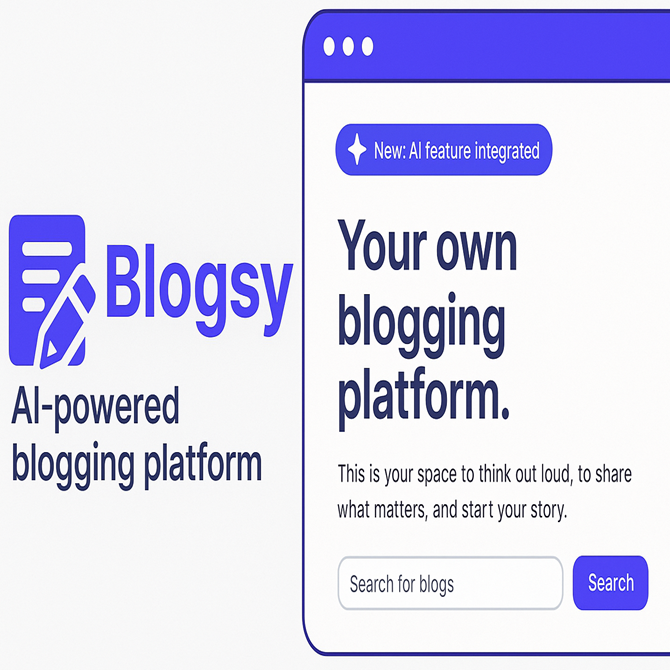 Blogsy
AI-powered
blogging platform
New: AI feature integrated
Your own
blogging
platform.
This is your space to think out loud, to share
what matters, and start your story.
Search for blogs
Search